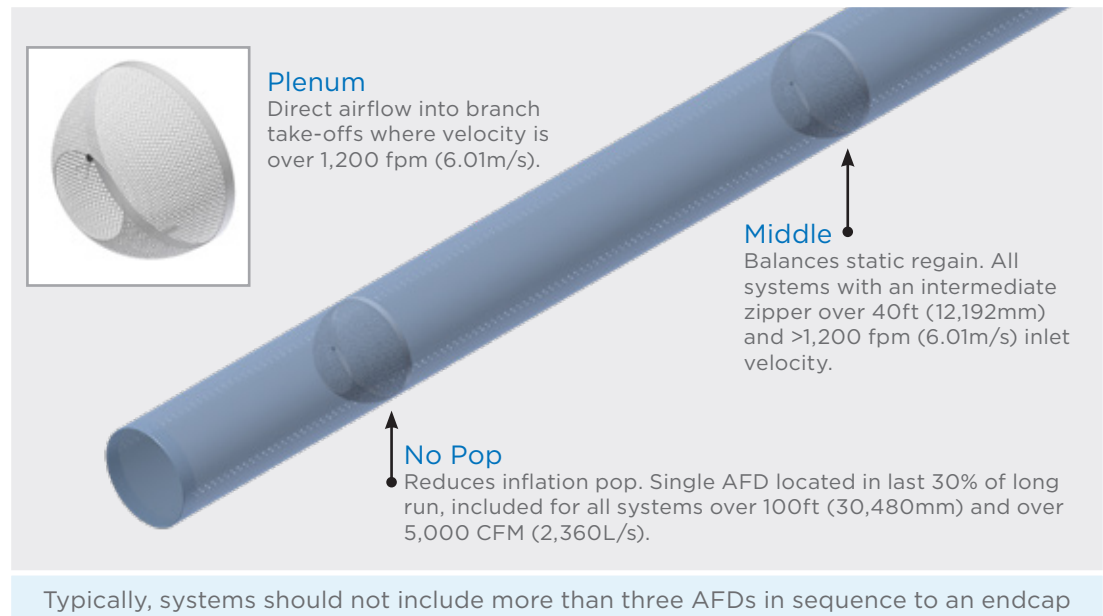 Plenum
Direct airflow into branch
take-offs where velocity is
over 1,200 fpm (6.01m/s).
Middle
Balances static regain. All
systems with an intermediate
zipper over 40ft (12,192mm)
and >1,200 fpm (6.01m/s) inlet
velocity.
No Pop
Reduces inflation pop. Single AFD located in last 30% of long
run, included for all systems over 100ft (30,480mm) and over
5,000 CFM (2,360L/s).
Typically, systems should not include more than three AFDs in sequence to an endcap